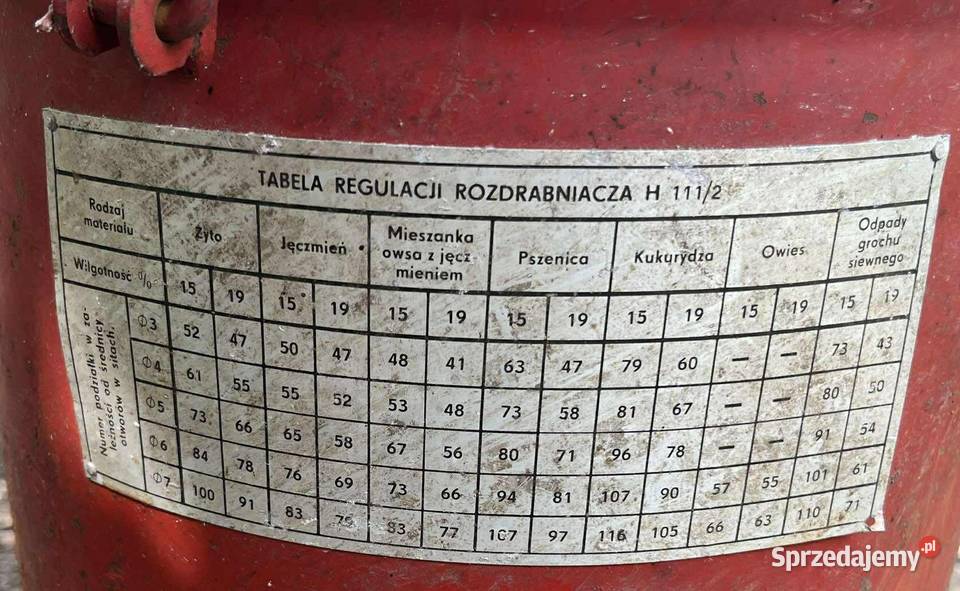 TABELA REGULACJI ROZDRABNIACZA H 111/2
Rodzaj
materiału
Żyto
Jęczmień
Mieszanka
owsa z jęcz
mieniem
Pszenica
Kukurydza
Owies
Odpady
grochu
siewnego
Wilgotność % 15 19 15 19 15 19 15 19 15 19 15 19 15 19
Numer podziałki w za-
leżności od średnicy
otworów w sitach.
Φ3 52 47 50 47 48 41 63 47 79 60 — — 73 43
Φ4 61 55 55 52 53 48 73 58 81 67 — — 80 50
Φ5 73 66 65 58 67 56 80 71 96 78 — — 91 54
Φ6 84 78 76 69 73 66 94 81 107 90 57 55 101 61
Φ7 100 91 83 83 77 107 97 116 105 66 63 110 71
Sprzedajemy.pl